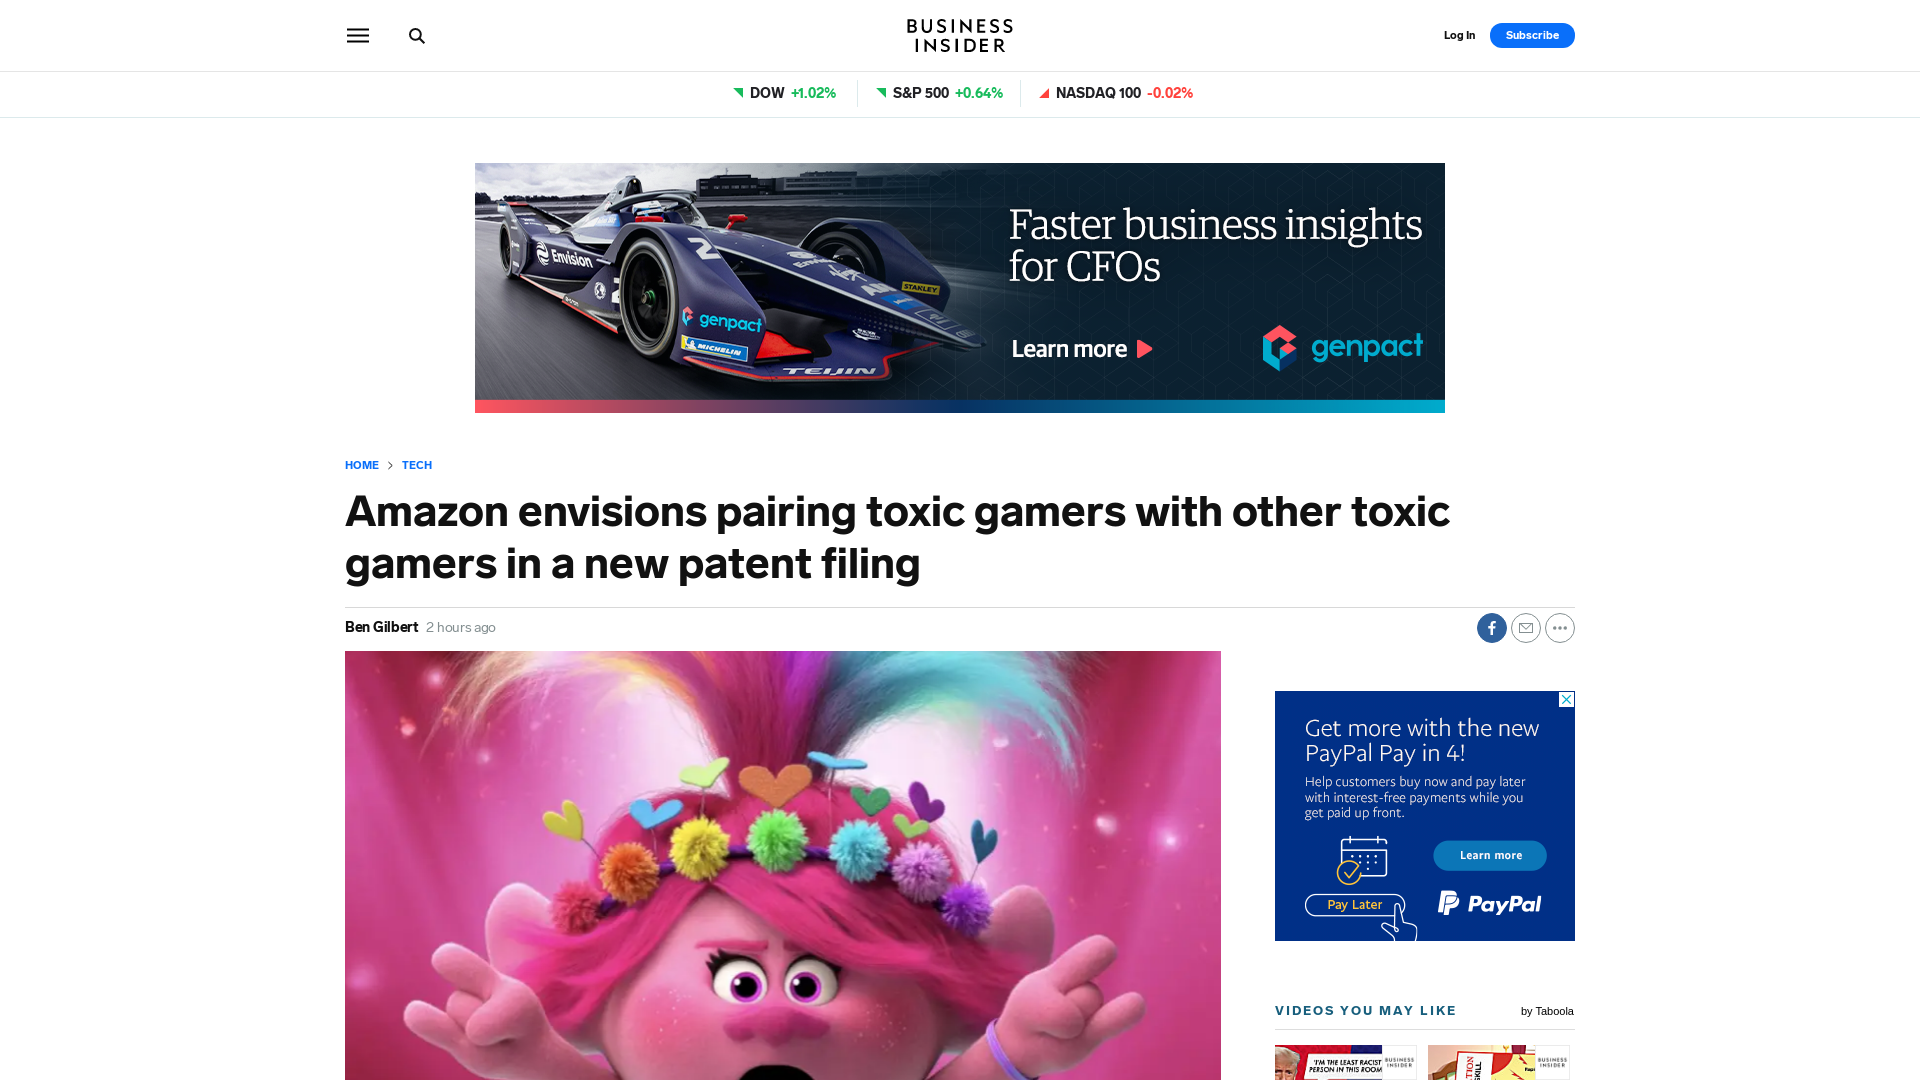 BUSINESS
INSIDER
Log In
Subscribe
DOW +1.02%
S&P 500 +0.64%
NASDAQ 100 -0.02%
Envision
2
genpact
MICHELIN
TEIJIN
STANLEY
Faster business insights
for CFOs
Learn more
genpact
HOME > TECH
Amazon envisions pairing toxic gamers with other toxic
gamers in a new patent filing
Ben Gilbert 2 hours ago
f
Get more with the new
PayPal Pay in 4!
Help customers buy now and pay later
with interest-free payments while you
get paid up front.
Learn more
Pay Later
PayPal
VIDEOS YOU MAY LIKE
by Taboola
'I'M THE LEAST RACIST
PERSON IN THIS ROOM'
BUSINESS
INSIDER
BUSINESS
INSIDER